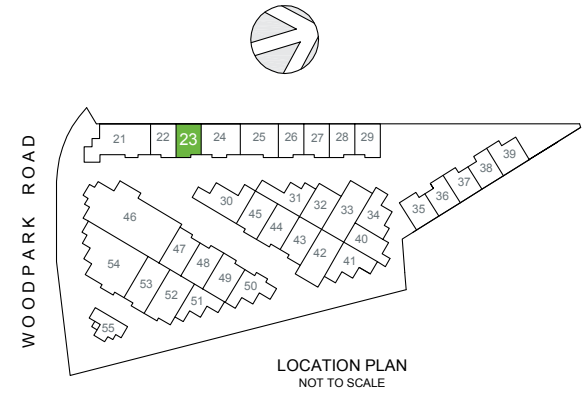 WOODPARK ROAD
21 22 23 24 25 26 27 28 29
30 31 32 33 34
35 36 37 38 39
45 44 43 42 40 41
46 47 48 49 50
54 53 52 51
55
LOCATION PLAN
NOT TO SCALE